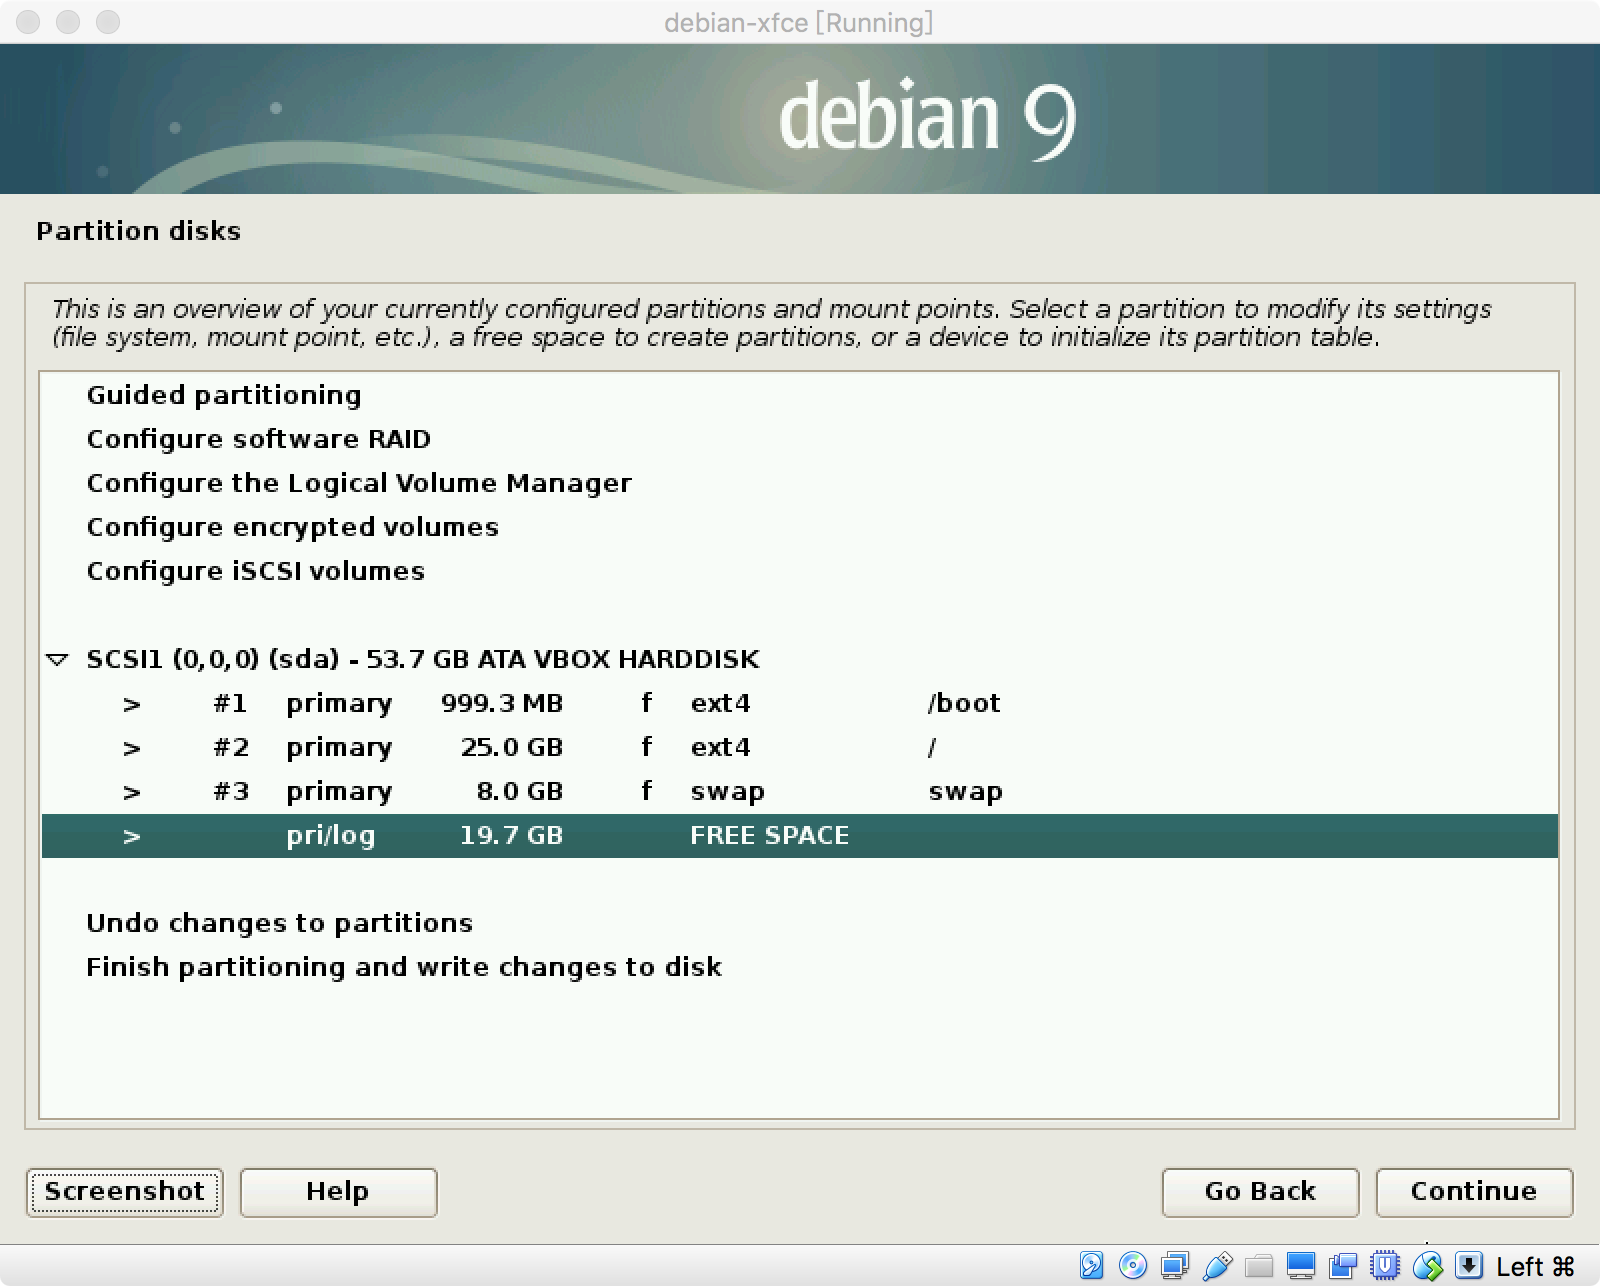 debian-xfce [Running]
debian 9
Partition disks
This is an overview of your currently configured partitions and mount points. Select a partition to modify its settings
(file system, mount point, etc.), a free space to create partitions, or a device to initialize its partition table.
Guided partitioning
Configure software RAID
Configure the Logical Volume Manager
Configure encrypted volumes
Configure iSCSI volumes
SCSI1 (0,0,0) (sda) - 53.7 GB ATA VBOX HARDDISK
> #1 primary 999.3 MB f ext4 /boot
> #2 primary 25.0 GB f ext4 /
> #3 primary 8.0 GB f swap swap
> pri/log 19.7 GB FREE SPACE
Undo changes to partitions
Finish partitioning and write changes to disk
Screenshot Help Go Back Continue
Left ⌘